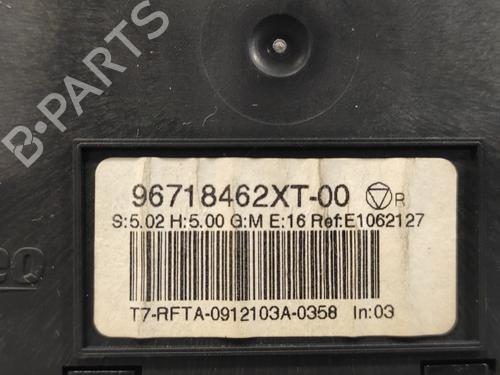 B-PARTS
96718462XT-00 R
S:5.02 H:5.00 G:M E:16 Ref:E1062127
T7-RFTA-0912103A-0358 In:03